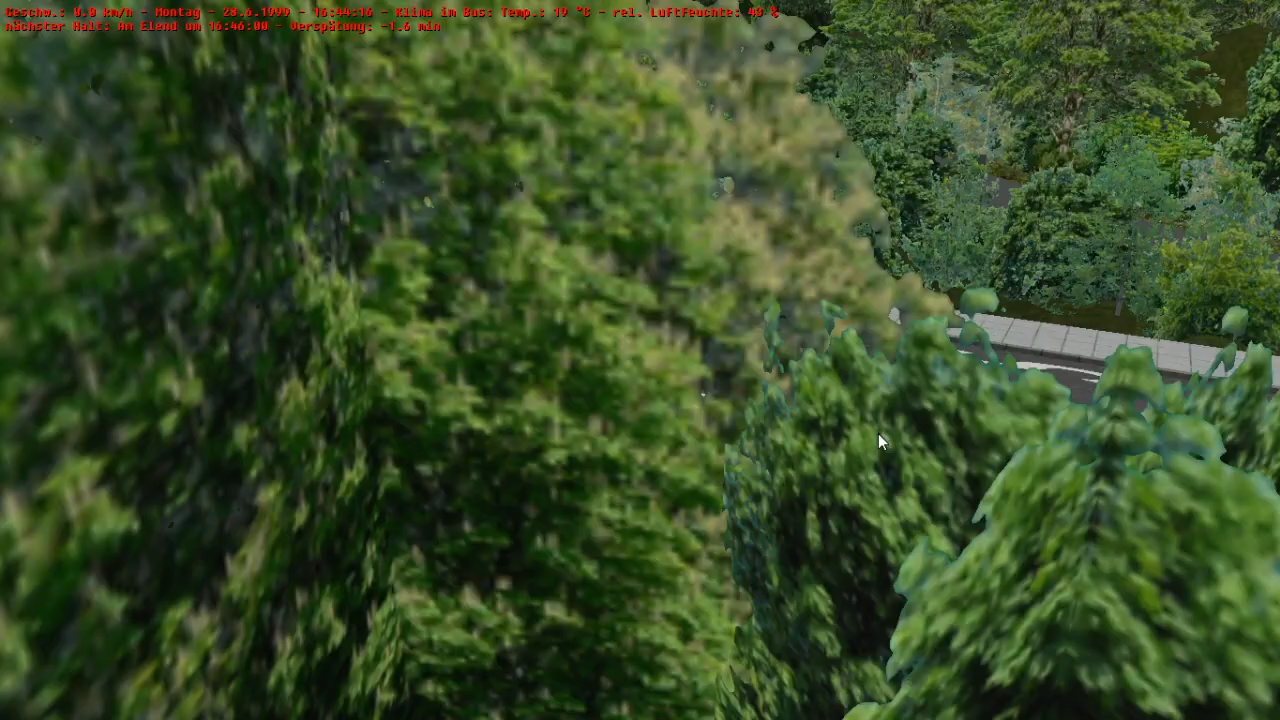 Geschw.: 0.0 km/h - Montag - 28.6.1999 - 16:44:16 - Klima im Bus: Temp.: 19 °C - rel. Luftfeuchte: 48 %
nächster Halt: Am Elend um 16:46:00 - Verspätung: -1.6 min